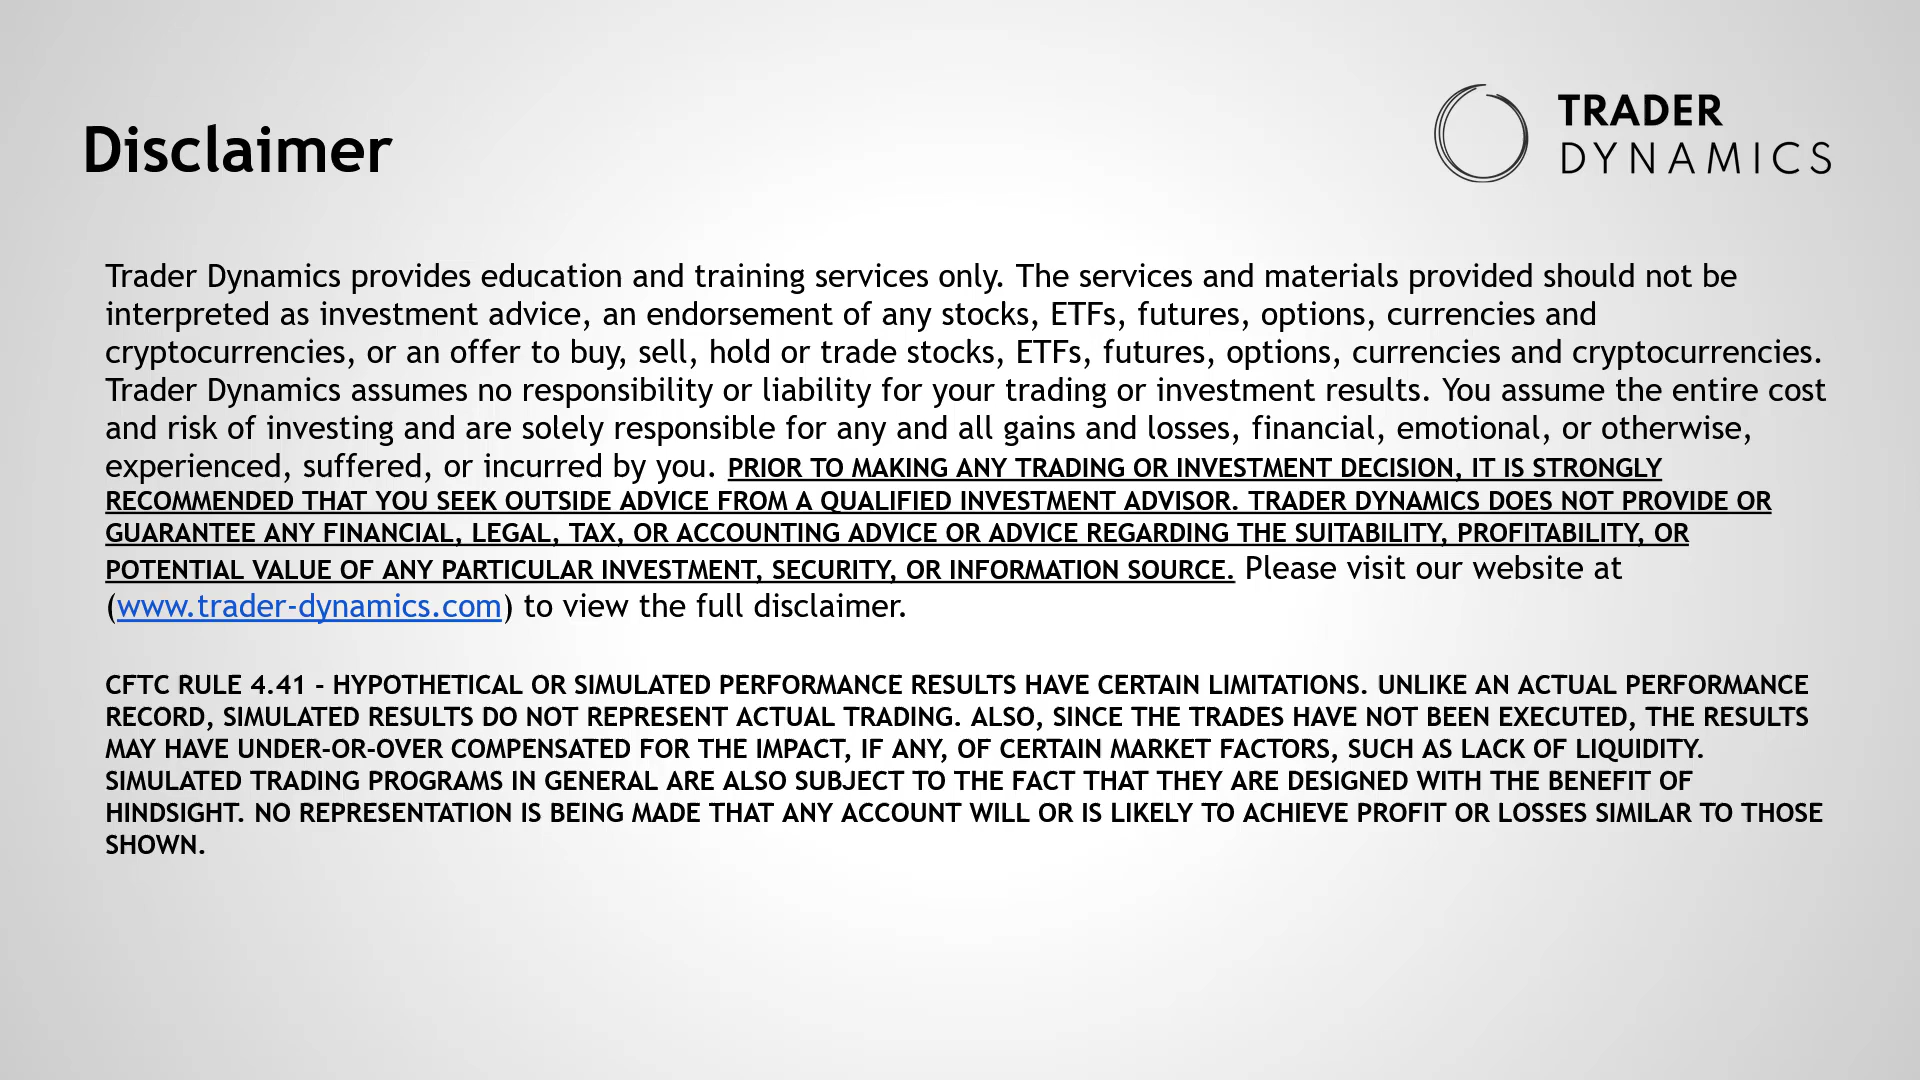 Disclaimer
TRADER
DYNAMICS
Trader Dynamics provides education and training services only. The services and materials provided should not be
interpreted as investment advice, an endorsement of any stocks, ETFs, futures, options, currencies and
cryptocurrencies, or an offer to buy, sell, hold or trade stocks, ETFs, futures, options, currencies and cryptocurrencies.
Trader Dynamics assumes no responsibility or liability for your trading or investment results. You assume the entire cost
and risk of investing and are solely responsible for any and all gains and losses, financial, emotional, or otherwise,
experienced, suffered, or incurred by you. PRIOR TO MAKING ANY TRADING OR INVESTMENT DECISION, IT IS STRONGLY
RECOMMENDED THAT YOU SEEK OUTSIDE ADVICE FROM A QUALIFIED INVESTMENT ADVISOR. TRADER DYNAMICS DOES NOT PROVIDE OR
GUARANTEE ANY FINANCIAL, LEGAL, TAX, OR ACCOUNTING ADVICE OR ADVICE REGARDING THE SUITABILITY, PROFITABILITY, OR
POTENTIAL VALUE OF ANY PARTICULAR INVESTMENT, SECURITY, OR INFORMATION SOURCE. Please visit our website at
(www.trader-dynamics.com) to view the full disclaimer.
CFTC RULE 4.41 - HYPOTHETICAL OR SIMULATED PERFORMANCE RESULTS HAVE CERTAIN LIMITATIONS. UNLIKE AN ACTUAL PERFORMANCE
RECORD, SIMULATED RESULTS DO NOT REPRESENT ACTUAL TRADING. ALSO, SINCE THE TRADES HAVE NOT BEEN EXECUTED, THE RESULTS
MAY HAVE UNDER-OR-OVER COMPENSATED FOR THE IMPACT, IF ANY, OF CERTAIN MARKET FACTORS, SUCH AS LACK OF LIQUIDITY.
SIMULATED TRADING PROGRAMS IN GENERAL ARE ALSO SUBJECT TO THE FACT THAT THEY ARE DESIGNED WITH THE BENEFIT OF
HINDSIGHT. NO REPRESENTATION IS BEING MADE THAT ANY ACCOUNT WILL OR IS LIKELY TO ACHIEVE PROFIT OR LOSSES SIMILAR TO THOSE
SHOWN.